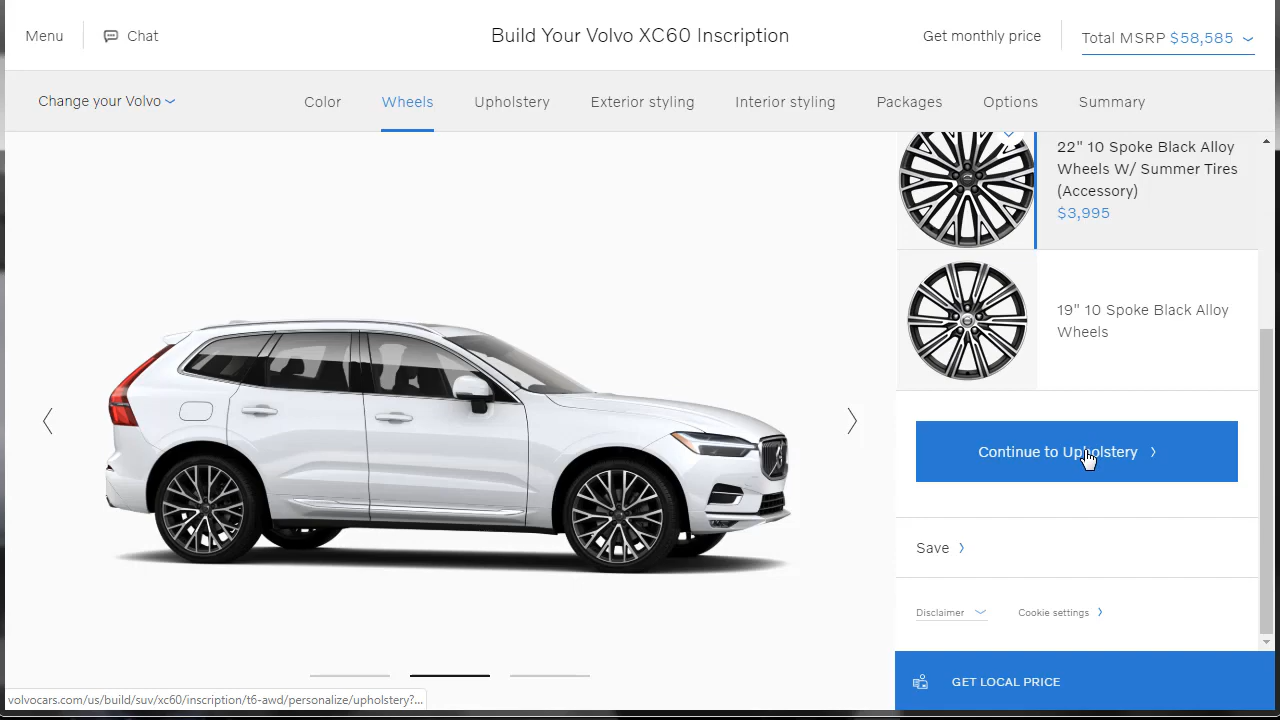 Menu
Chat
Build Your Volvo XC60 Inscription
Get monthly price
Total MSRP $58,585
Change your Volvo
Color
Wheels
Upholstery
Exterior styling
Interior styling
Packages
Options
Summary
22" 10 Spoke Black Alloy
Wheels W/ Summer Tires
(Accessory)
$3,995
19" 10 Spoke Black Alloy
Wheels
Continue to Upholstery
Save
Disclaimer
Cookie settings
GET LOCAL PRICE
volvocars.com/us/build/suv/xc60/inscription/t6-awd/personalize/upholstery?...